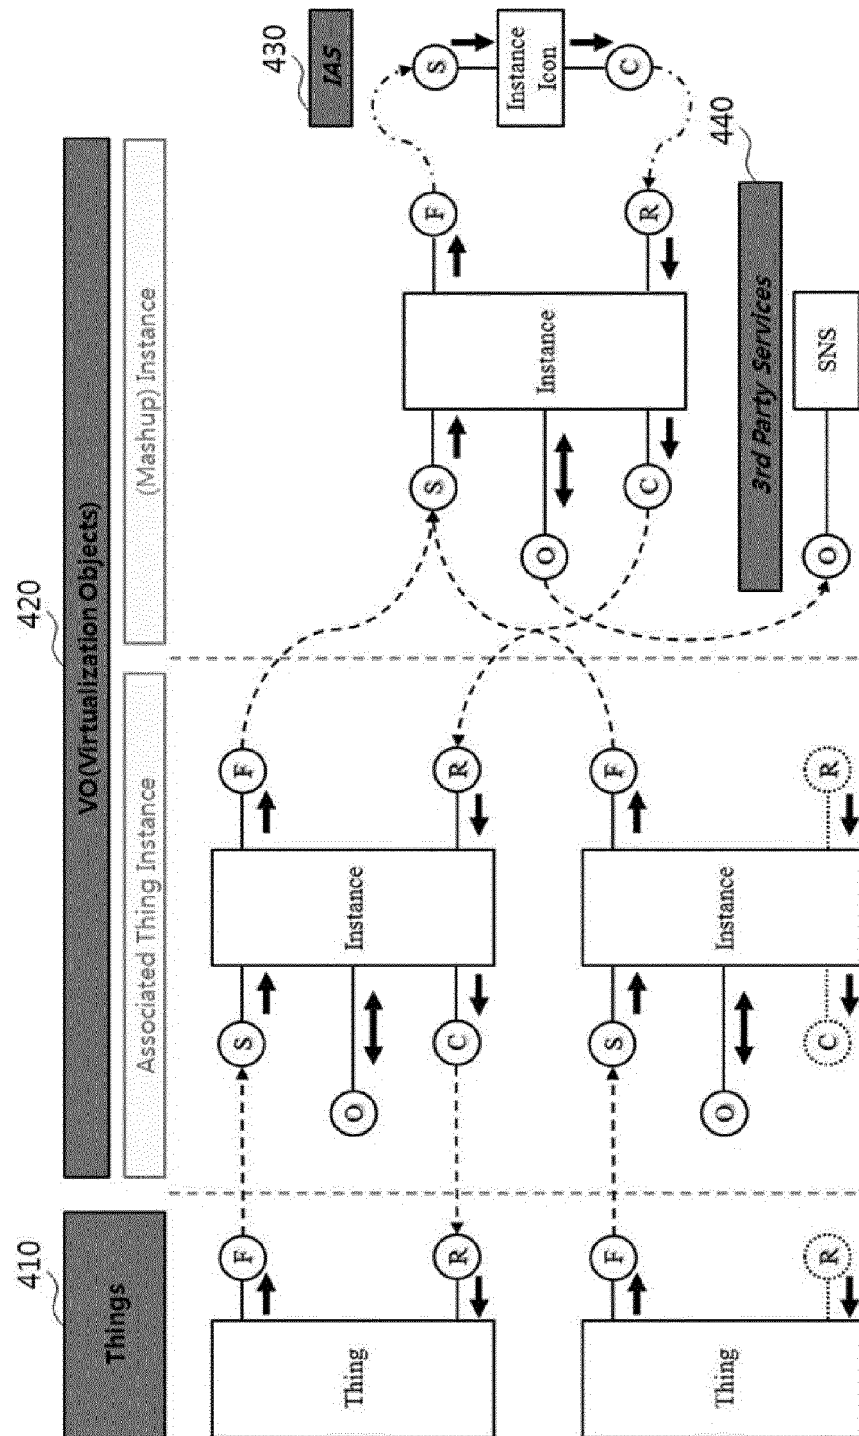 410
420
Things
VO(Virtualization Objects)
Associated Thing Instance
(Mashup) Instance
430
IAS
F
S
F
Thing
O
Instance
R
C
R
S
F
S
Instance
Icon
O
Instance
C
R
C
F
S
F
Thing
O
Instance
440
3rd Party Services
R
C
R
O
SNS